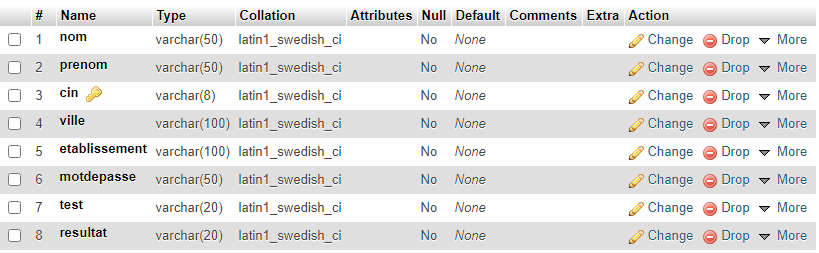 # Name Type Collation Attributes Null Default Comments Extra Action
1 nom varchar(50) latin1_swedish_ci No None Change Drop More
2 prenom varchar(50) latin1_swedish_ci No None Change Drop More
3 cin varchar(8) latin1_swedish_ci No None Change Drop More
4 ville varchar(100) latin1_swedish_ci No None Change Drop More
5 etablissement varchar(100) latin1_swedish_ci No None Change Drop More
6 motdepasse varchar(50) latin1_swedish_ci No None Change Drop More
7 test varchar(20) latin1_swedish_ci No None Change Drop More
8 resultat varchar(20) latin1_swedish_ci No None Change Drop More